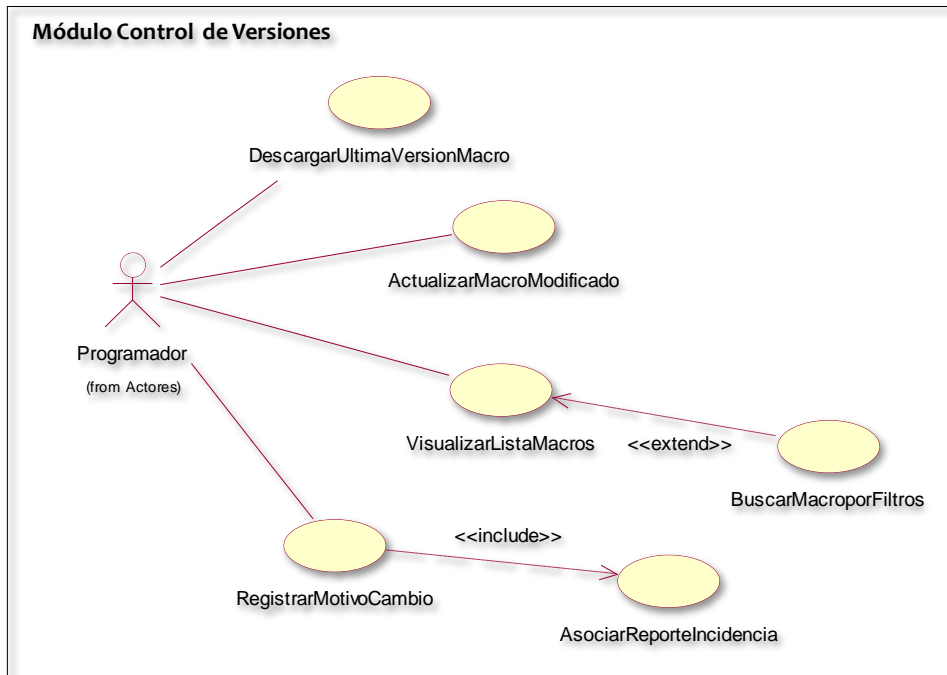 Módulo Control de Versiones
DescargarUltimaVersionMacro
ActualizarMacroModificado
Programador
(from Actores)
VisualizarListaMacros
<<extend>>
BuscarMacroporFiltros
<<include>>
RegistrarMotivoCambio
AsociarReporteIncidencia